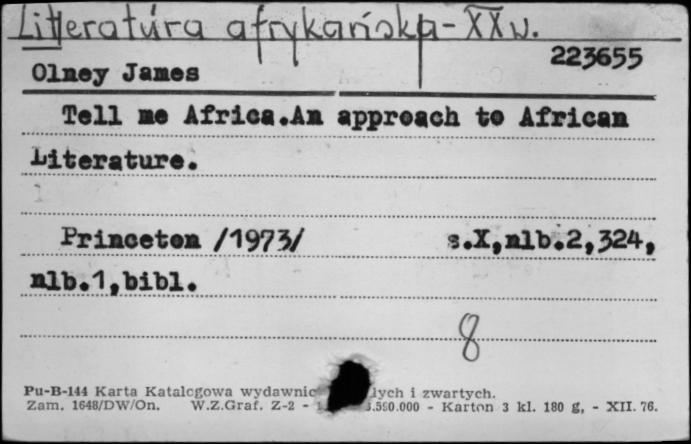 Literatura afrykańska - XX w.
223655
Olney James
Tell me Africa.An approach to African
Literature.
Princeton /1973/ s.X,nlb.2,324,
nlb.1,bibl.
8
Pu-B-144 Karta Katalogowa wydawnic ych i zwartych.
Zam. 1648/DW/On. W.Z.Graf. Z-2 - .590.000 - Karton 3 kl. 180 g, - XII. 76.